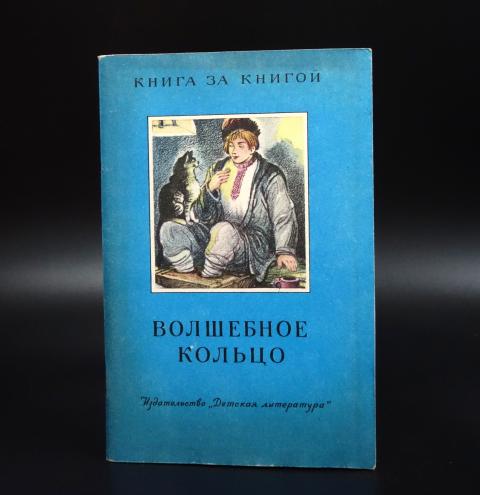 КНИГА ЗА КНИГОЙ
ВОЛШЕБНОЕ
КОЛЬЦО
Издательство „Детская литература"